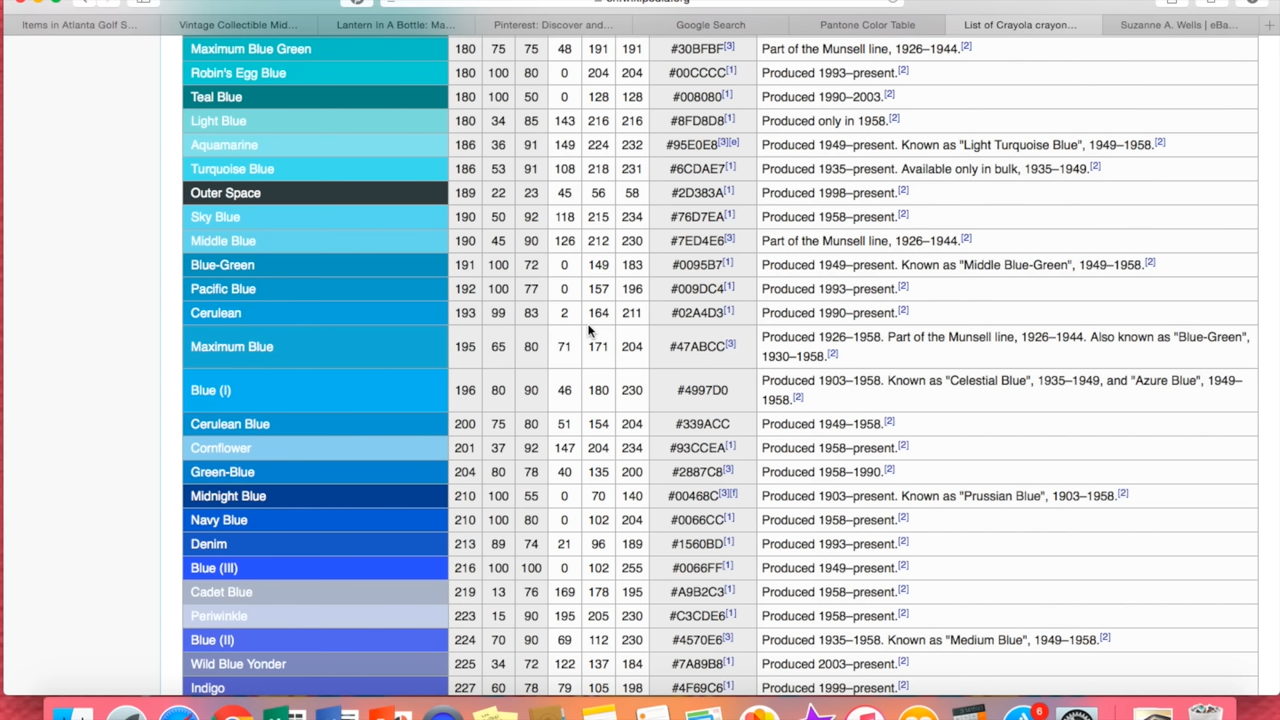 Items in Atlanta Golf S...
Vintage Collectible Mid...
Lantern In A Bottle: Ma...
Pinterest: Discover and...
Google Search
Pantone Color Table
List of Crayola crayon...
Suzanne A. Wells | eBa...
Maximum Blue Green 180 75 75 48 191 191 #30BFBF[3] Part of the Munsell line, 1926–1944.[2]
Robin's Egg Blue 180 100 80 0 204 204 #00CCCC[1] Produced 1993–present.[2]
Teal Blue 180 100 50 0 128 128 #008080[1] Produced 1990–2003.[2]
Light Blue 180 34 85 143 216 216 #8FD8D8[1] Produced only in 1958.[2]
Aquamarine 186 36 91 149 224 232 #95E0E8[3][e] Produced 1949–present. Known as "Light Turquoise Blue", 1949–1958.[2]
Turquoise Blue 186 53 91 108 218 231 #6CDAE7[1] Produced 1935–present. Available only in bulk, 1935–1949.[2]
Outer Space 189 22 23 45 56 58 #2D383A[1] Produced 1998–present.[2]
Sky Blue 190 50 92 118 215 234 #76D7EA[1] Produced 1958–present.[2]
Middle Blue 190 45 90 126 212 230 #7ED4E6[3] Part of the Munsell line, 1926–1944.[2]
Blue-Green 191 100 72 0 149 183 #0095B7[1] Produced 1949–present. Known as "Middle Blue-Green", 1949–1958.[2]
Pacific Blue 192 100 77 0 157 196 #009DC4[1] Produced 1993–present.[2]
Cerulean 193 99 83 2 164 211 #02A4D3[1] Produced 1990–present.[2]
Maximum Blue 195 65 80 71 171 204 #47ABCC[3] Produced 1926–1958. Part of the Munsell line, 1926–1944. Also known as "Blue-Green",
1930–1958.[2]
Blue (I) 196 80 90 46 180 230 #4997D0 Produced 1903–1958. Known as "Celestial Blue", 1935–1949, and "Azure Blue", 1949–
1958.[2]
Cerulean Blue 200 75 80 51 154 204 #339ACC Produced 1949–1958.[2]
Cornflower 201 37 92 147 204 234 #93CCEA[1] Produced 1958–present.[2]
Green-Blue 204 80 78 40 135 200 #2887C8[3] Produced 1958–1990.[2]
Midnight Blue 210 100 55 0 70 140 #00468C[3][f] Produced 1903–present. Known as "Prussian Blue", 1903–1958.[2]
Navy Blue 210 100 80 0 102 204 #0066CC[1] Produced 1958–present.[2]
Denim 213 89 74 21 96 189 #1560BD[1] Produced 1993–present.[2]
Blue (III) 216 100 100 0 102 255 #0066FF[1] Produced 1949–present.[2]
Cadet Blue 219 13 76 169 178 195 #A9B2C3[1] Produced 1958–present.[2]
Periwinkle 223 15 90 195 205 230 #C3CDE6[1] Produced 1958–present.[2]
Blue (II) 224 70 90 69 112 230 #4570E6[3] Produced 1935–1958. Known as "Medium Blue", 1949–1958.[2]
Wild Blue Yonder 225 34 72 122 137 184 #7A89B8[1] Produced 2003–present.[2]
Indigo 227 60 78 79 105 198 #4F69C6[1] Produced 1999–present.[2]
6